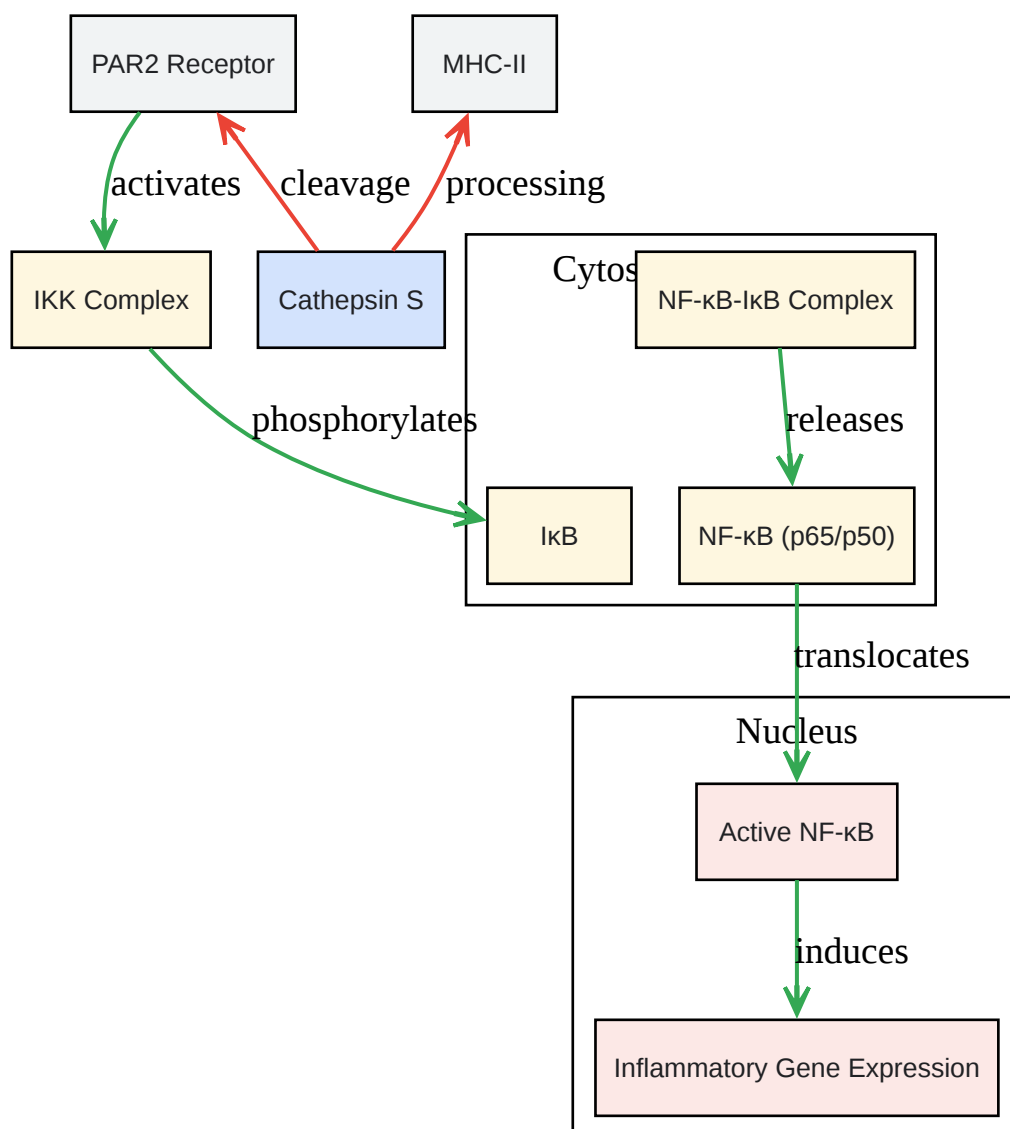 PAR2 Receptor
MHC-II
activates
cleavage
processing
IKK Complex
Cathepsin S
Cytos
NF-κB-IκB Complex
phosphorylates
releases
IκB
NF-κB (p65/p50)
translocates
Nucleus
Active NF-κB
induces
Inflammatory Gene Expression